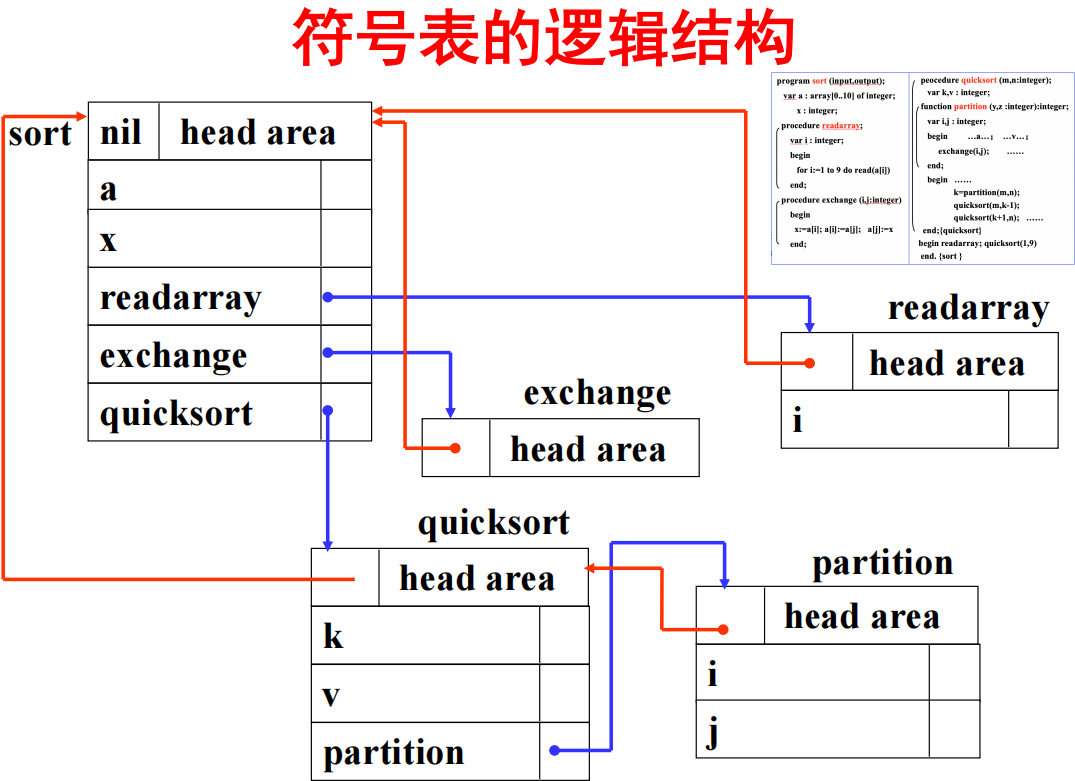 符号表的逻辑结构
program sort (input,output);
var a : array[0..10] of integer;
x : integer;
procedure readarray;
var i : integer;
begin
for i:=1 to 9 do read(a[i])
end;
procedure exchange (i,j:integer)
begin
x:=a[i]; a[i]:=a[j]; a[j]:=x
end;
peocedure quicksort (m,n:integer);
var k,v : integer;
function partition (y,z :integer):integer;
var i,j : integer;
begin …a…； …v…；
exchange(i,j); ……
end;
begin ……
k=partition(m,n);
quicksort(m,k-1);
quicksort(k+1,n); ……
end;{quicksort}
begin readarray; quicksort(1,9)
end. {sort }
sort
nil head area
a
x
readarray
exchange
quicksort
readarray
head area
i
exchange
head area
quicksort
head area
k
v
partition
partition
head area
i
j